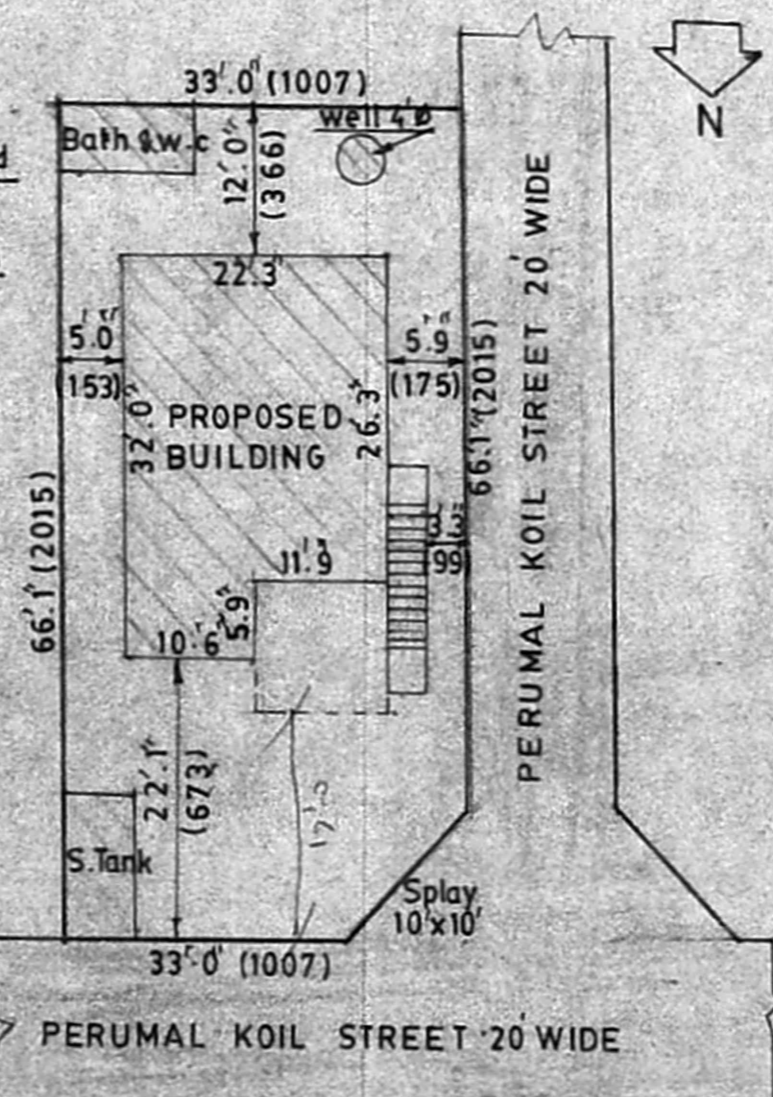 33'.0" (1007)
N
Bath & W.c
Well 4'Ø
12'.0"
(366)
22'.3"
5'.0"
(153)
5'.9"
(175)
32'.0"
PROPOSED
BUILDING
26'.3"
66'.1" (2015)
66'.1" (2015)
PERUMAL KOIL STREET 20' WIDE
3'.3"
99
11'.9"
5'.9"
10'.6"
22'.1"
(673)
17'.0
S.Tank
Splay
10'x10'
33'.0' (1007)
PERUMAL KOIL STREET 20' WIDE